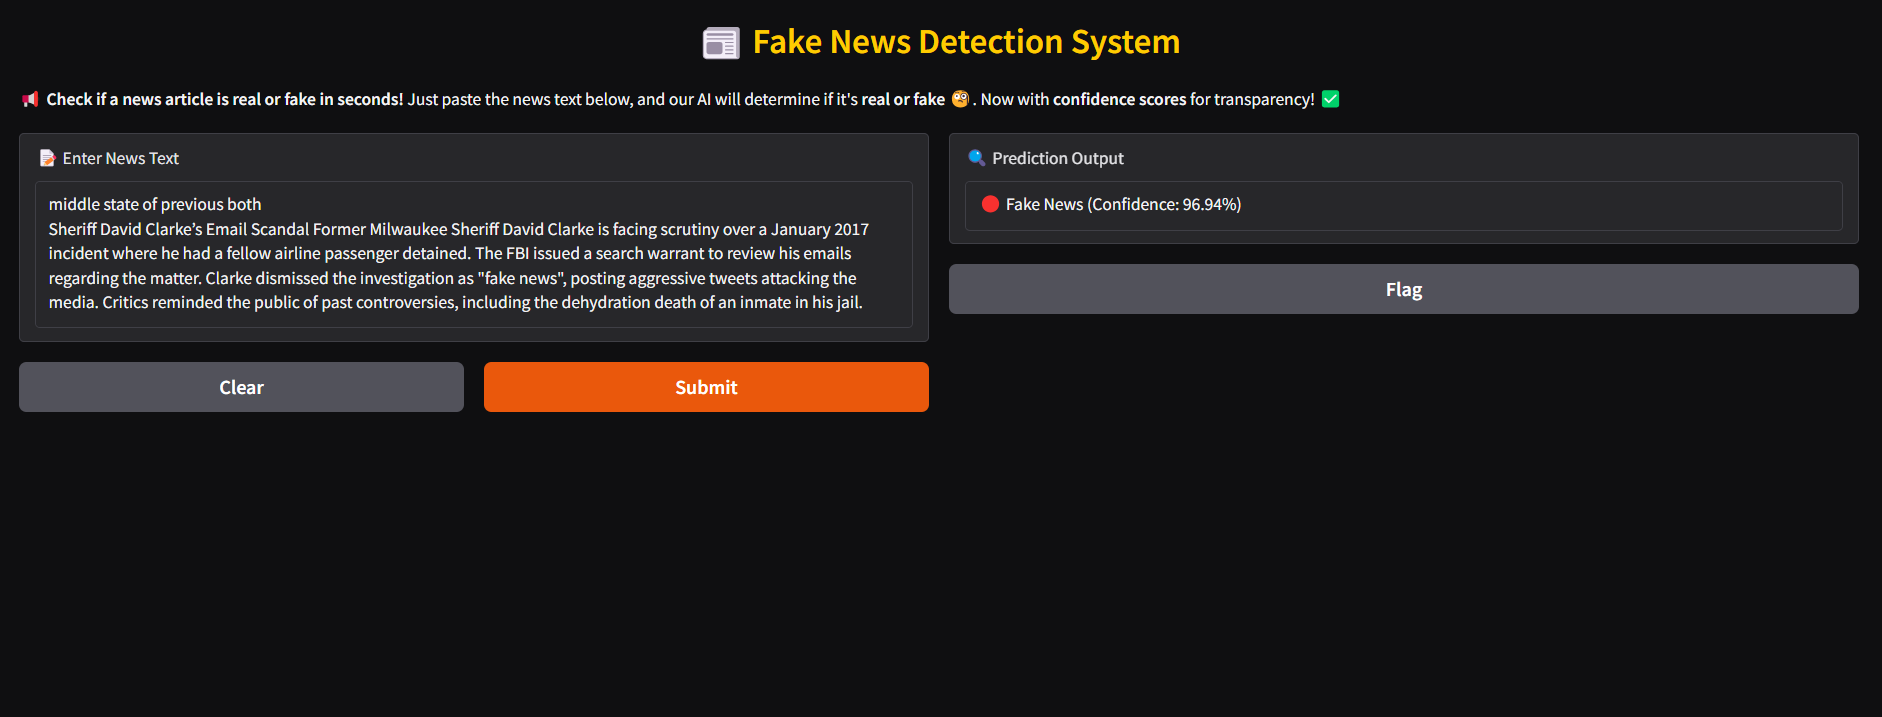 📰 Fake News Detection System
📢 Check if a news article is real or fake in seconds! Just paste the news text below, and our AI will determine if it's real or fake 🧐. Now with confidence scores for transparency! ✅
📝 Enter News Text
middle state of previous both
Sheriff David Clarke’s Email Scandal Former Milwaukee Sheriff David Clarke is facing scrutiny over a January 2017
incident where he had a fellow airline passenger detained. The FBI issued a search warrant to review his emails
regarding the matter. Clarke dismissed the investigation as "fake news", posting aggressive tweets attacking the
media. Critics reminded the public of past controversies, including the dehydration death of an inmate in his jail.
Clear
Submit
🔍 Prediction Output
🔴 Fake News (Confidence: 96.94%)
Flag